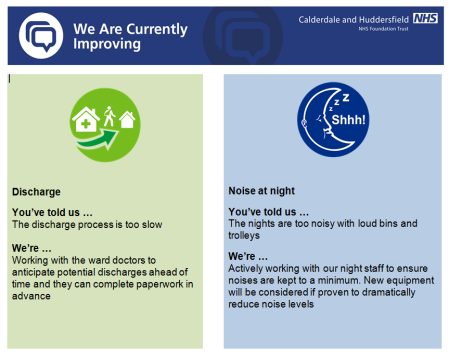 We Are Currently
Improving
Calderdale and Huddersfield NHS
NHS Foundation Trust
Discharge
You've told us ...
The discharge process is too slow
We're ...
Working with the ward doctors to
anticipate potential discharges ahead of
time and they can complete paperwork in
advance
z z z
Shhh!
Noise at night
You've told us ...
The nights are too noisy with loud bins and
trolleys
We're ...
Actively working with our night staff to ensure
noises are kept to a minimum. New equipment
will be considered if proven to dramatically
reduce noise levels